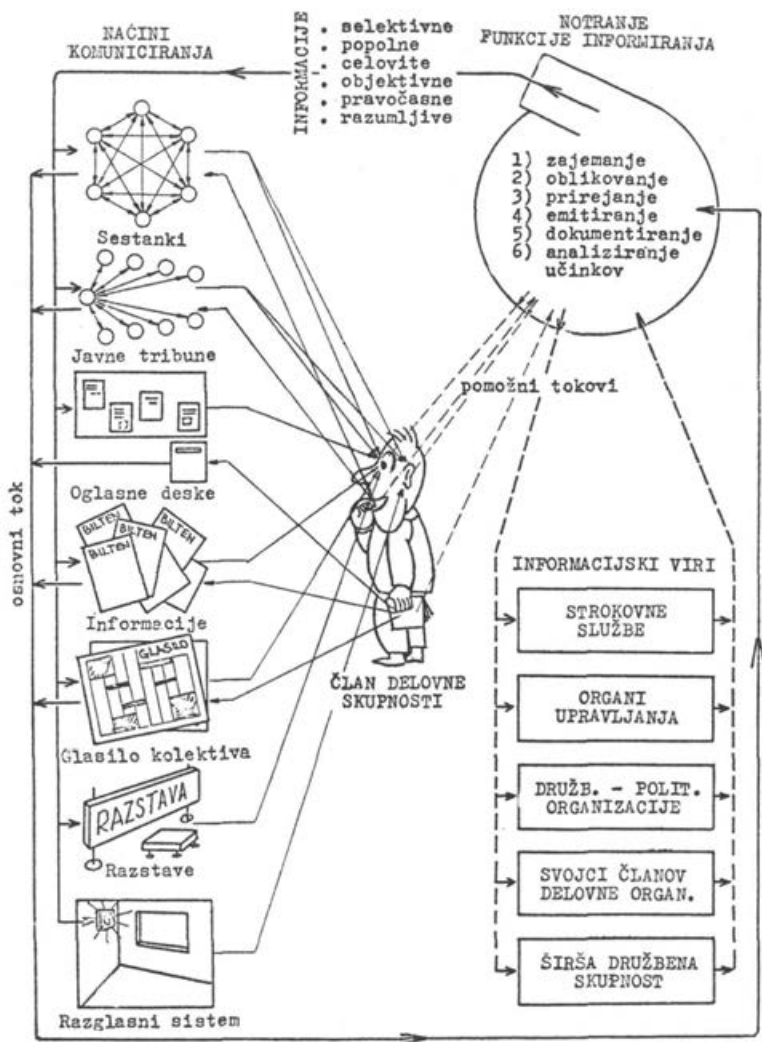 NAČINI
KOMUNICIRANJA
INFORMACIJE
. selektivne
. popolne
. celovite
. objektivne
. pravočasne
. razumljive
NOTRANJE
FUNKCIJE INFORMIRANJA
1) zajemanje
2) oblikovanje
3) prirejanje
4) emitiranje
5) dokumentiranje
6) analiziranje
učinkov
Sestanki
Javne tribune
pomožni tokovi
Oglasne deske
osnovni tok
BILTEN
BILTEN
BILTEN
Informacije
GLASILO
Glasilo kolektiva
RAZSTAVA
Razstave
Razglasni sistem
ČLAN DELOVNE
SKUPNOSTI
INFORMACIJSKI VIRI
STROKOVNE
SLUŽBE
ORGANI
UPRAVLJANJA
DRUŽB. - POLIT.
ORGANIZACIJE
SVOJCI ČLANOV
DELOVNE ORGAN.
ŠIRŠA DRUŽBENA
SKUPNOST